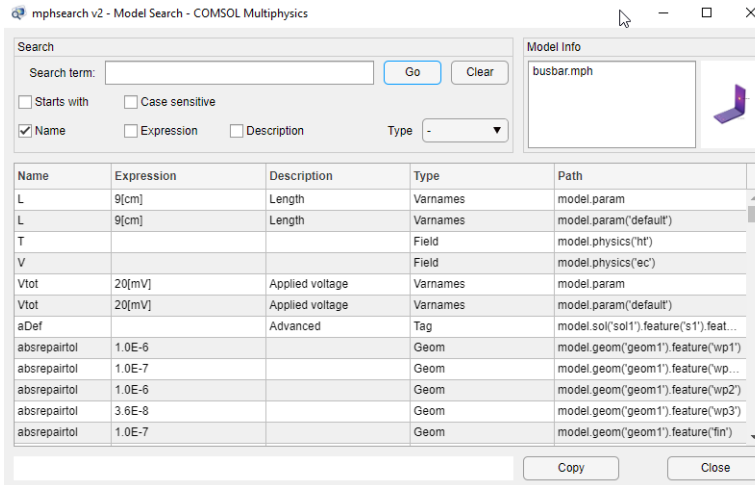 mphsearch v2 - Model Search - COMSOL Multiphysics
Search
Search term: Go Clear
Starts with Case sensitive
Name Expression Description Type -
Model Info
busbar.mph
Name Expression Description Type Path
L 9[cm] Length Varnames model.param
L 9[cm] Length Varnames model.param('default')
T Field model.physics('ht')
V Field model.physics('ec')
Vtot 20[mV] Applied voltage Varnames model.param
Vtot 20[mV] Applied voltage Varnames model.param('default')
aDef Advanced Tag model.sol('sol1').feature('s1').feat...
absrepairtol 1.0E-6 Geom model.geom('geom1').feature('wp1')
absrepairtol 1.0E-7 Geom model.geom('geom1').feature('wp...
absrepairtol 1.0E-6 Geom model.geom('geom1').feature('wp2')
absrepairtol 3.6E-8 Geom model.geom('geom1').feature('wp3')
absrepairtol 1.0E-7 Geom model.geom('geom1').feature('fin')
Copy Close